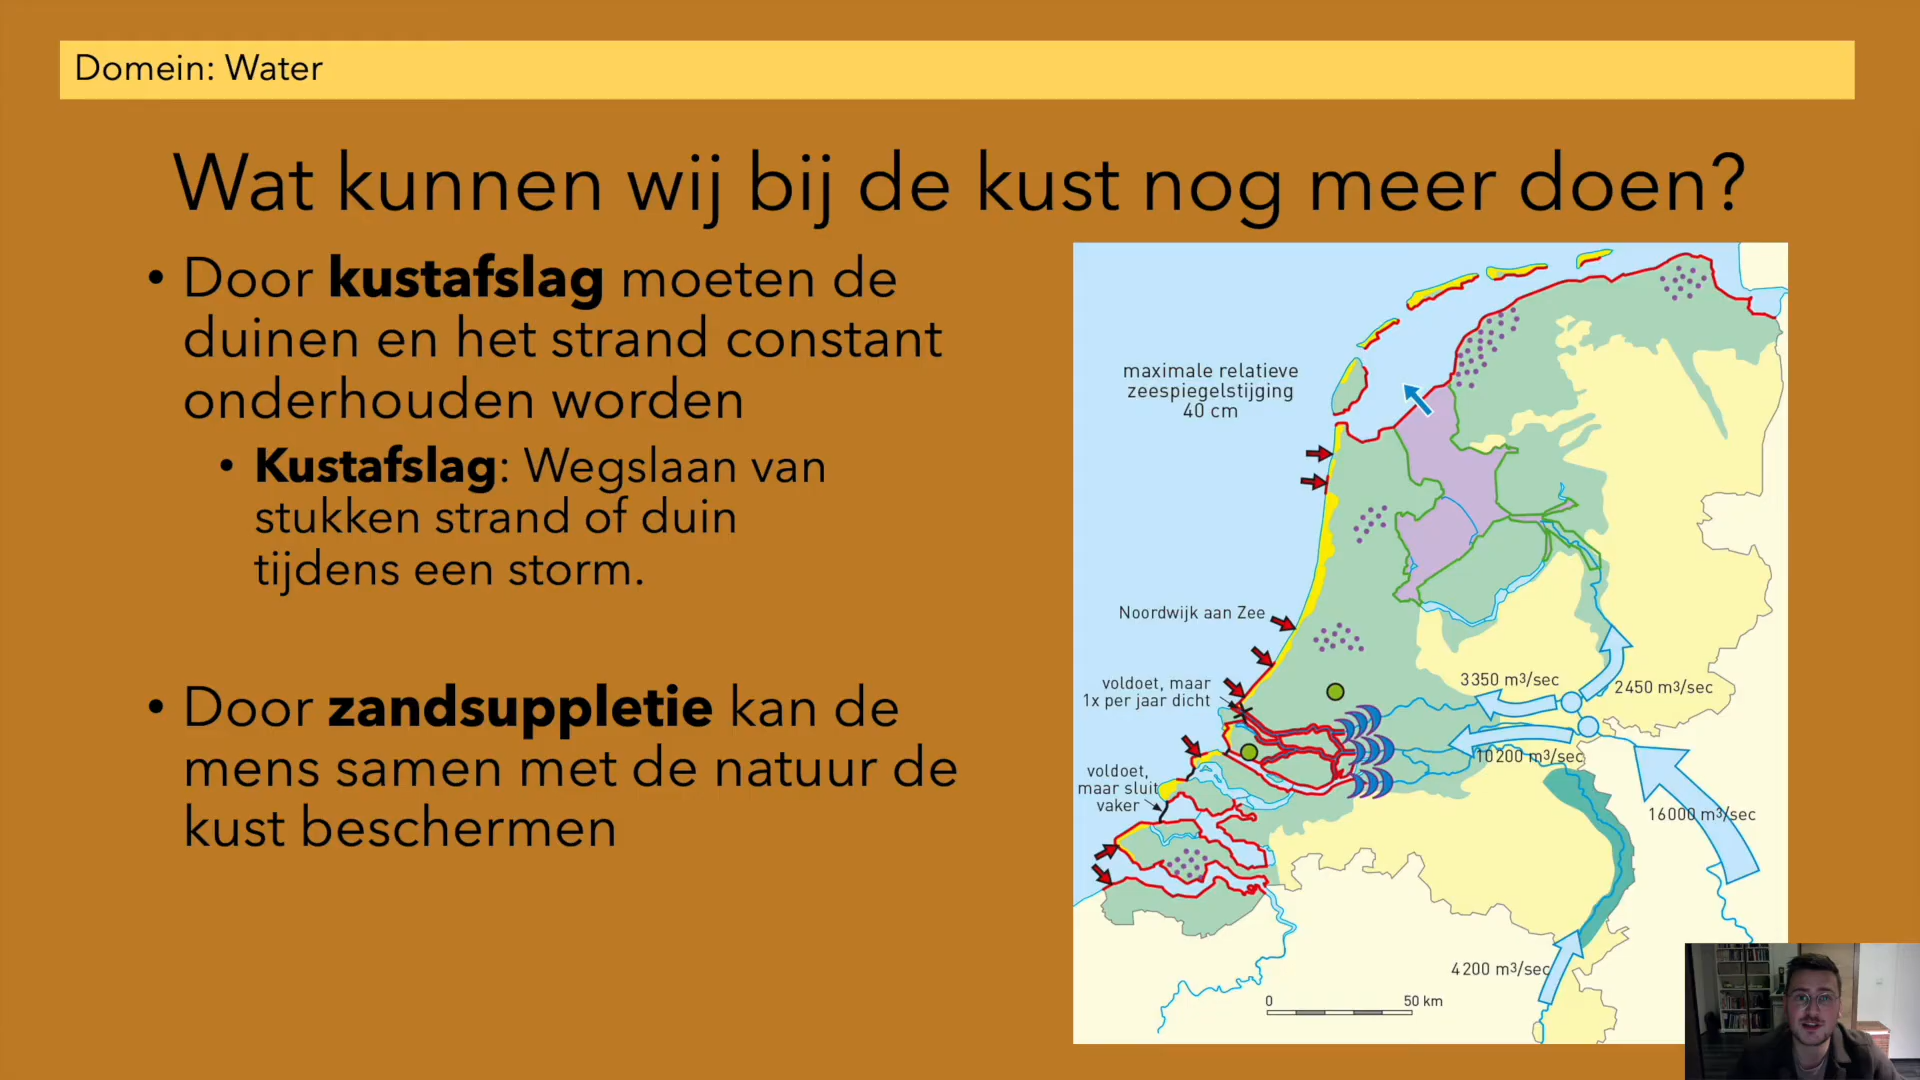 Domein: Water
Wat kunnen wij bij de kust nog meer doen?
• Door kustafslag moeten de
duinen en het strand constant
onderhouden worden
• Kustafslag: Wegslaan van
stukken strand of duin
tijdens een storm.
• Door zandsuppletie kan de
mens samen met de natuur de
kust beschermen
maximale relatieve
zeespiegelstijging
40 cm
Noordwijk aan Zee
voldoet, maar
1x per jaar dicht
3350 m³/sec
2450 m³/sec
10200 m³/sec
voldoet,
maar sluit
vaker
16000 m³/sec
4200 m³/sec
0 50 km